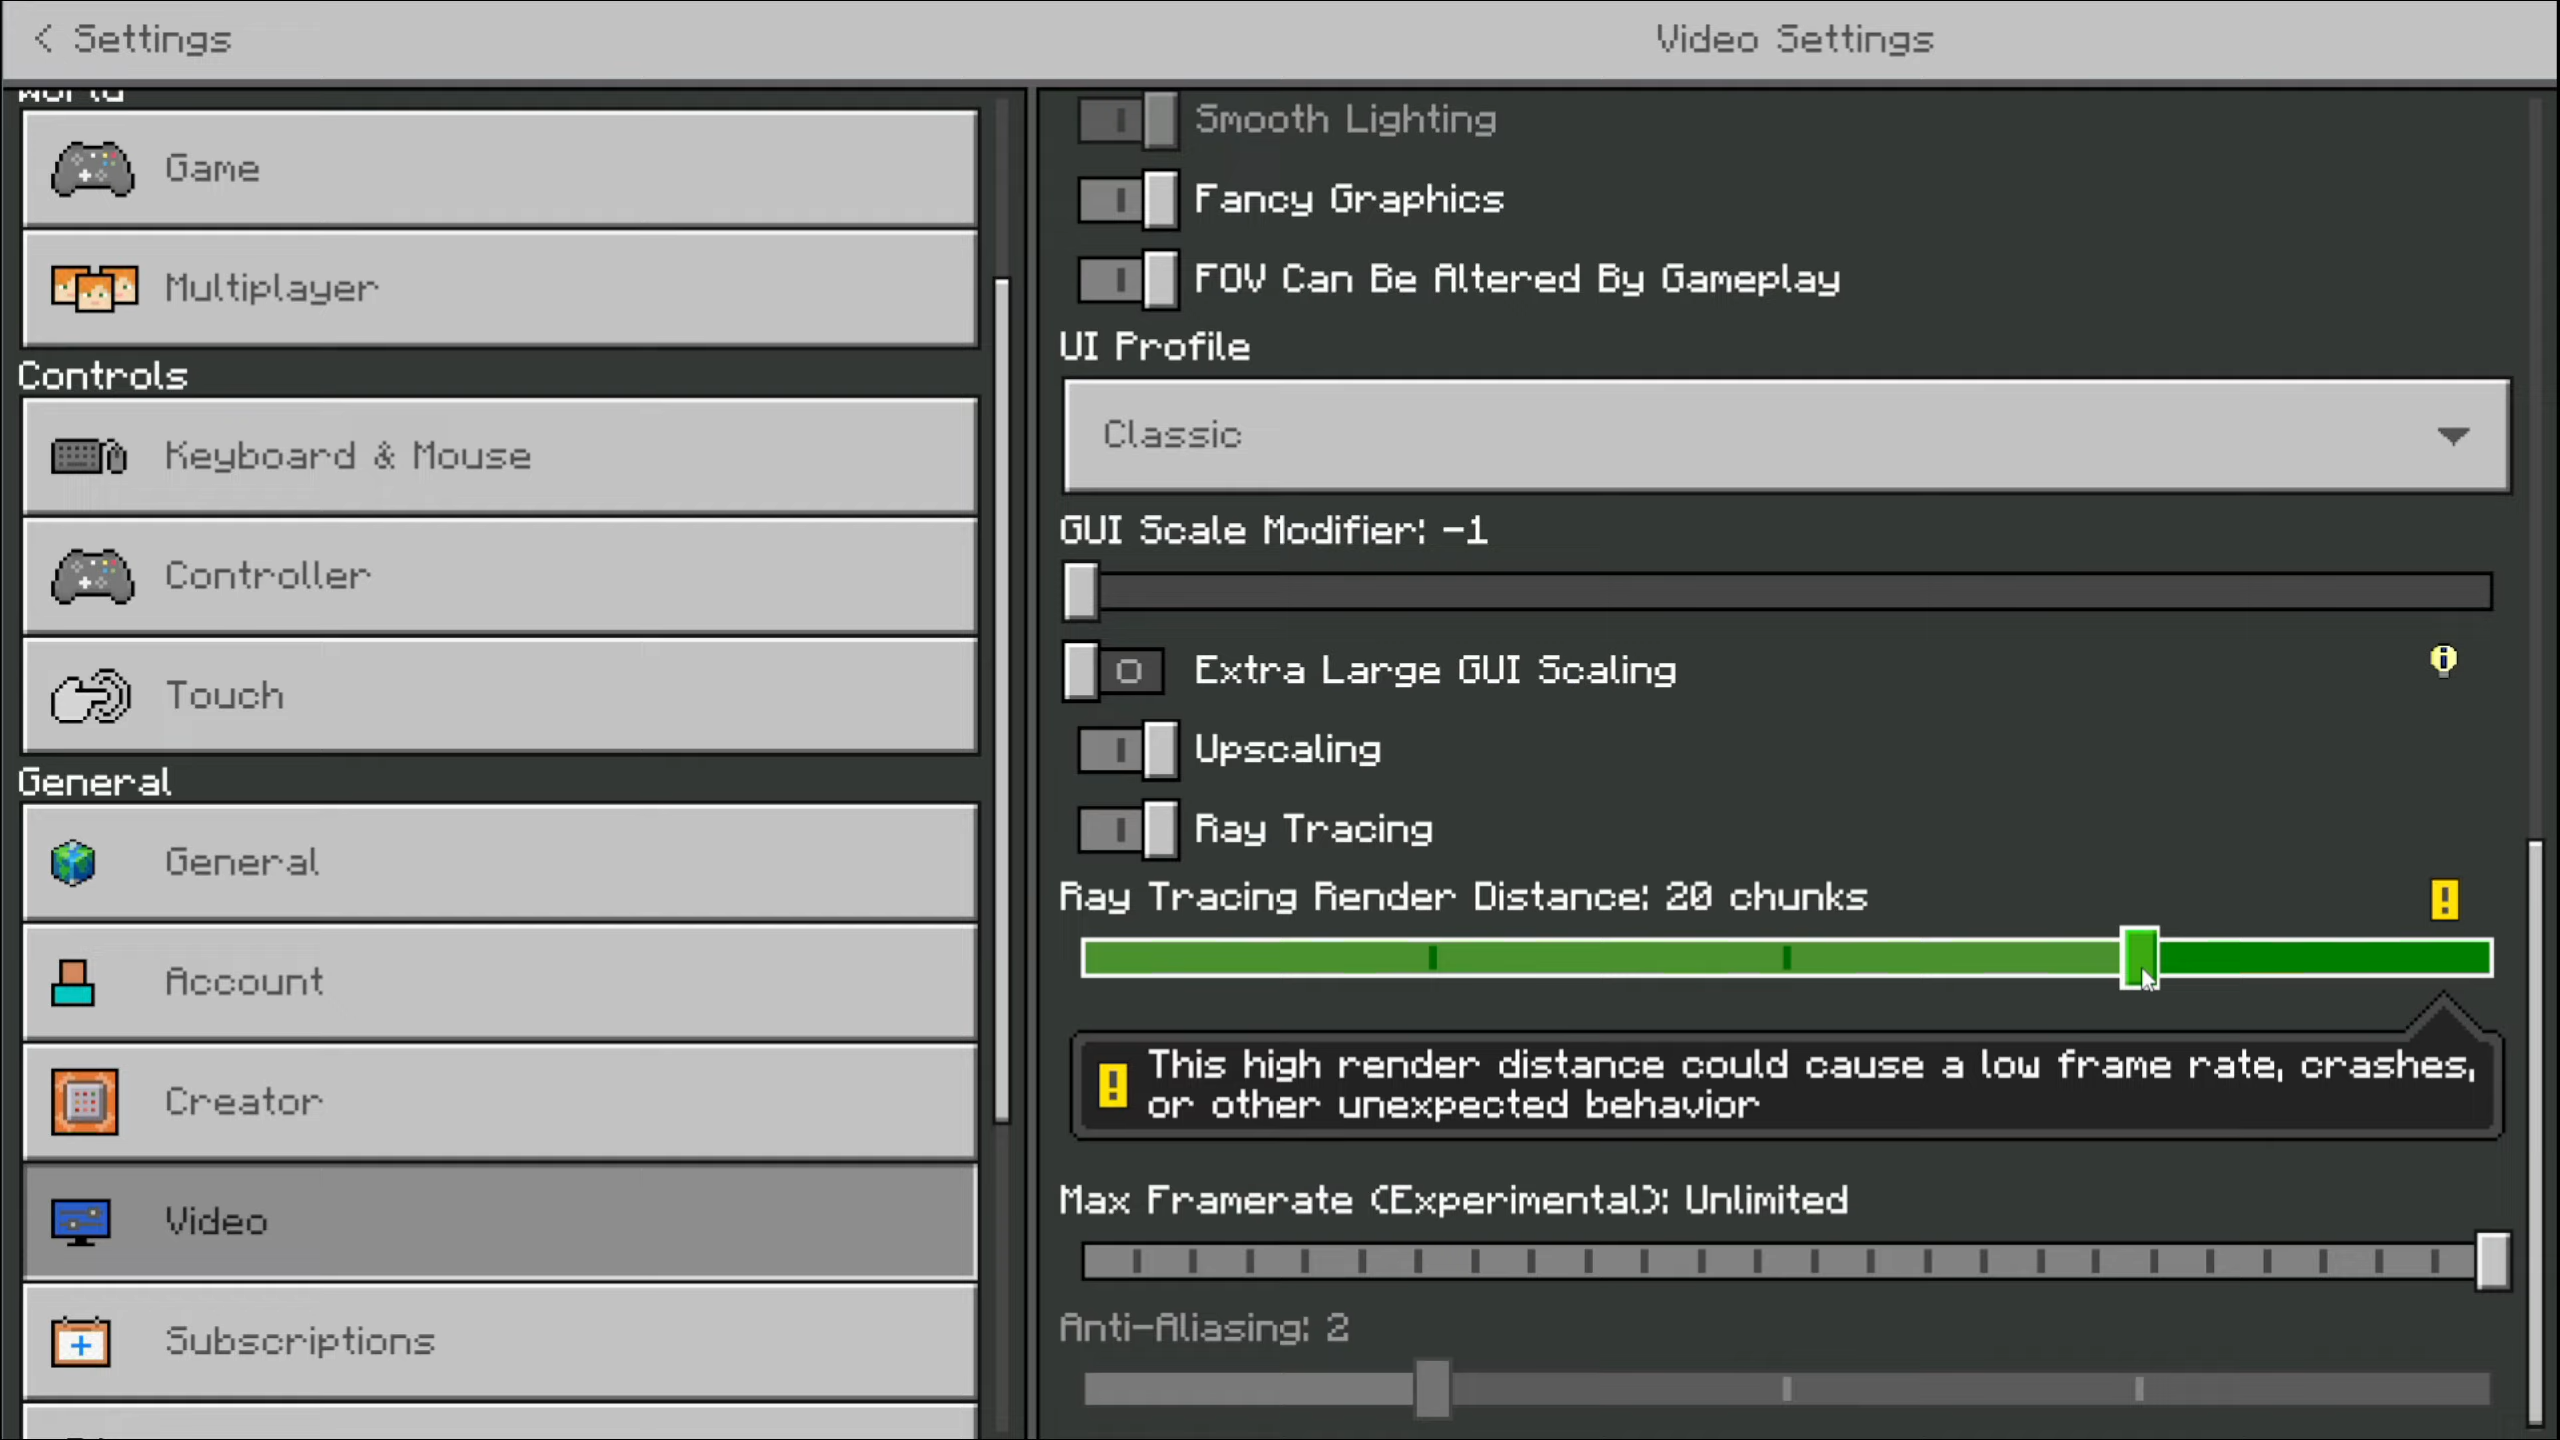 Settings
Video Settings
World
Game
Multiplayer
Controls
Keyboard & Mouse
Controller
Touch
General
General
Account
Creator
Video
Subscriptions
Smooth Lighting
Fancy Graphics
FOV Can Be Altered By Gameplay
UI Profile
Classic
GUI Scale Modifier: -1
Extra Large GUI Scaling
Upscaling
Ray Tracing
Ray Tracing Render Distance: 20 chunks
This high render distance could cause a low frame rate, crashes,
or other unexpected behavior
Max Framerate (Experimental): Unlimited
Anti-Aliasing: 2